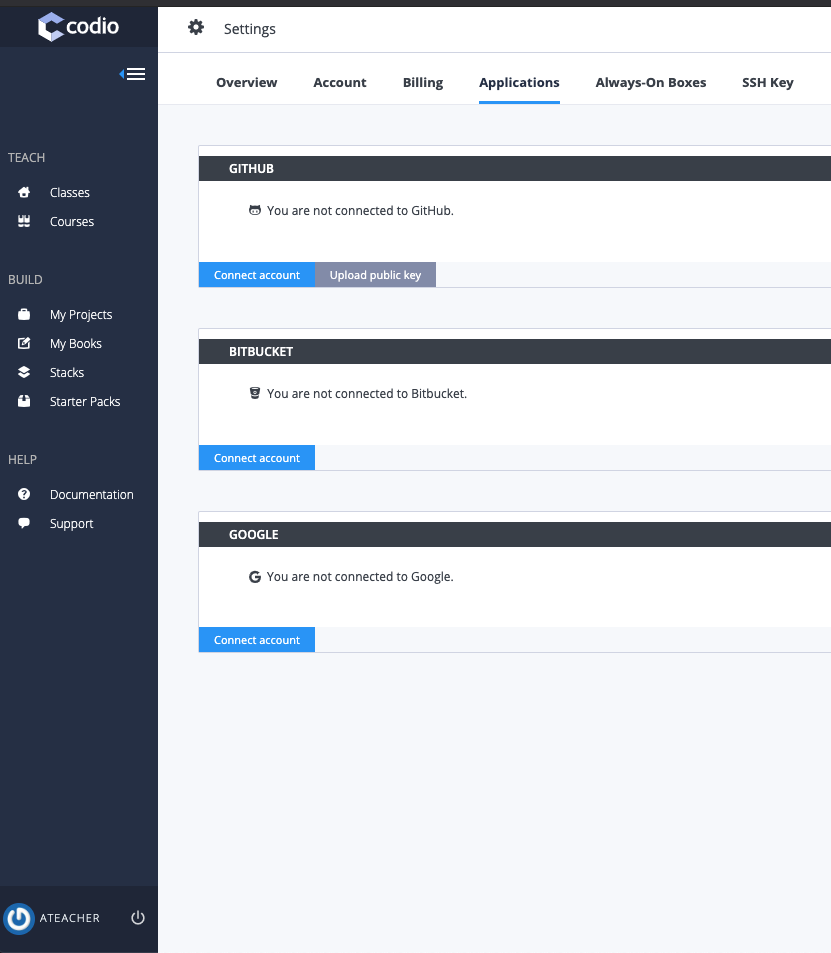 codio
Settings
Overview Account Billing Applications Always-On Boxes SSH Key
TEACH
Classes
Courses
BUILD
My Projects
My Books
Stacks
Starter Packs
HELP
Documentation
Support
ATEACHER
GITHUB
You are not connected to GitHub.
Connect account Upload public key
BITBUCKET
You are not connected to Bitbucket.
Connect account
GOOGLE
You are not connected to Google.
Connect account